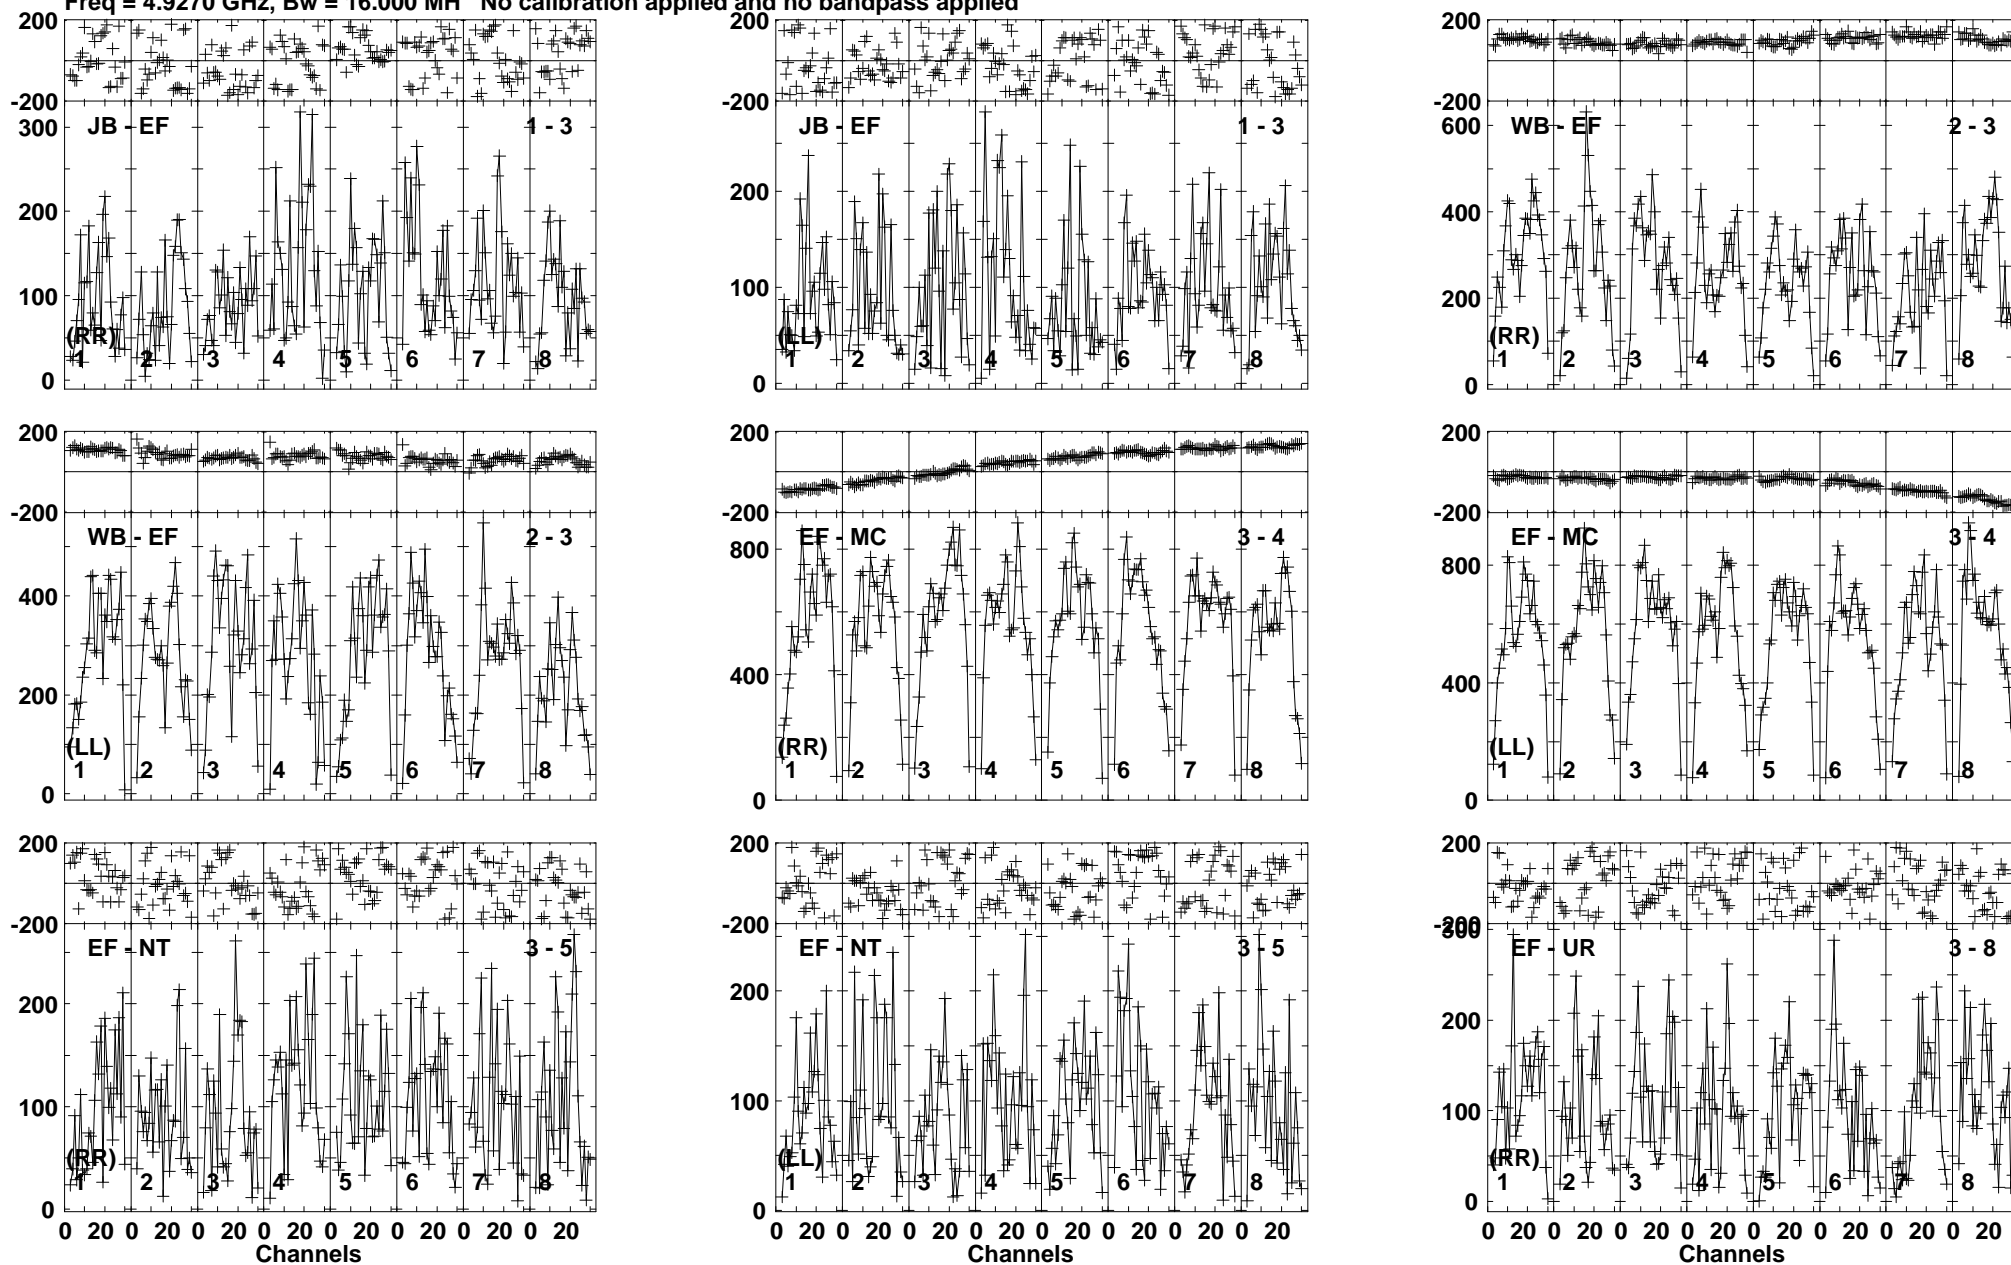 Freq = 4.9270 GHz, Bw = 16.000 MH   No calibration applied and no bandpass applied
200 200 200
-200 -200 -200
300 JB - EF 1 - 3 JB - EF 1 - 3 600 WB - EF 2 - 3
200 200 400
100 100 200
(RR) (LL) (RR)
1 2 3 4 5 6 7 8 1 2 3 4 5 6 7 8 1 2 3 4 5 6 7 8
0 0 0
200 200 200
-200 -200 -200
WB - EF 2 - 3 800 EF - MC 3 - 4 800 EF - MC 3 - 4
400 400 400
200
(LL) (RR) (LL)
1 2 3 4 5 6 7 8 1 2 3 4 5 6 7 8 1 2 3 4 5 6 7 8
0 0 0
200 200 200
-200 -200 -200
300
EF - NT 3 - 5 EF - NT 3 - 5 EF - UR 3 - 8
200 200 200
100 100 100
(RR) (LL) (RR)
1 2 3 4 5 6 7 8 1 2 3 4 5 6 7 8 1 2 3 4 5 6 7 8
0 0 0
0 20 0 20 0 20 0 20 0 20 0 20 0 20 0 20 0 20 0 20 0 20 0 20 0 20 0 20 0 20 0 20 0 20 0 20 0 20 0 20 0 20 0 20 0 20 0 20
Channels Channels Channels